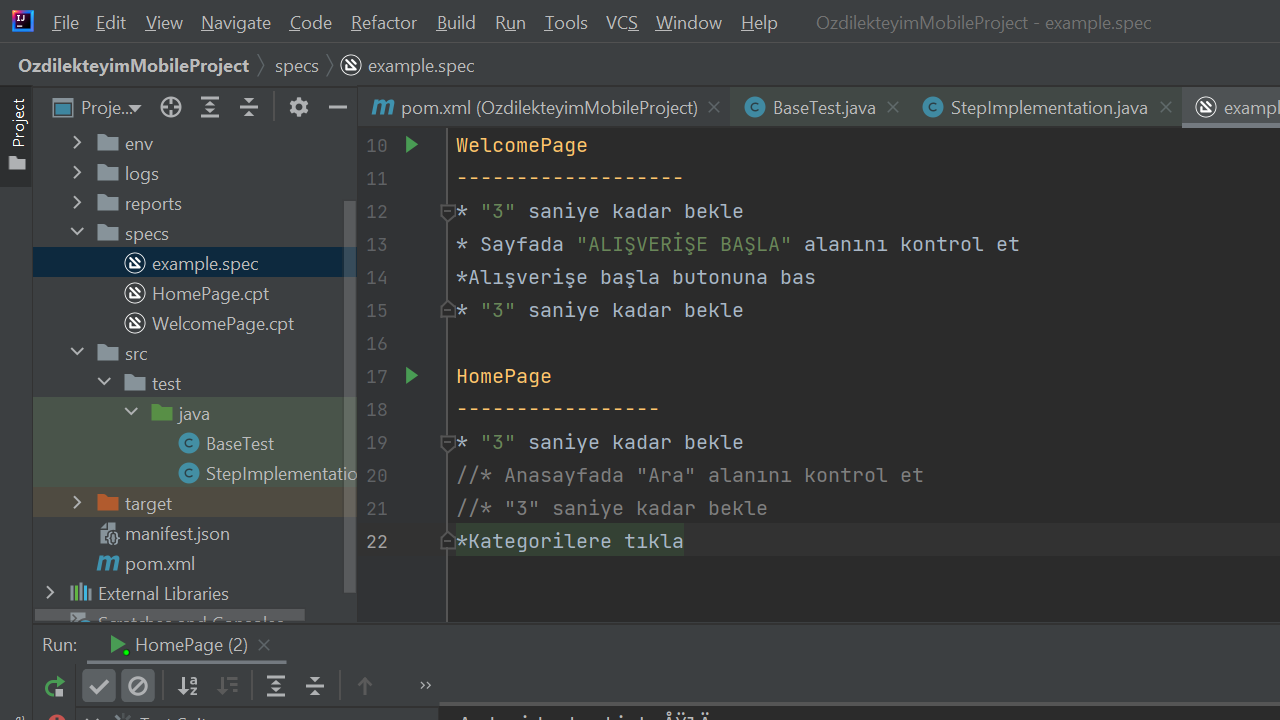 File Edit View Navigate Code Refactor Build Run Tools VCS Window Help OzdilekteyimMobileProject - example.spec
OzdilekteyimMobileProject specs example.spec
Project
Proje... pom.xml (OzdilekteyimMobileProject) BaseTest.java StepImplementation.java exampl
env
logs
reports
specs
example.spec
HomePage.cpt
WelcomePage.cpt
src
test
java
BaseTest
StepImplementatio
target
manifest.json
pom.xml
External Libraries
Scratches and Consoles
10 WelcomePage
11 -------------------
12 * "3" saniye kadar bekle
13 * Sayfada "ALIŞVERİŞE BAŞLA" alanını kontrol et
14 *Alışverişe başla butonuna bas
15 * "3" saniye kadar bekle
16
17 HomePage
18 -----------------
19 * "3" saniye kadar bekle
20 //* Anasayfada "Ara" alanını kontrol et
21 //* "3" saniye kadar bekle
22 *Kategorilere tıkla
Run: HomePage (2)